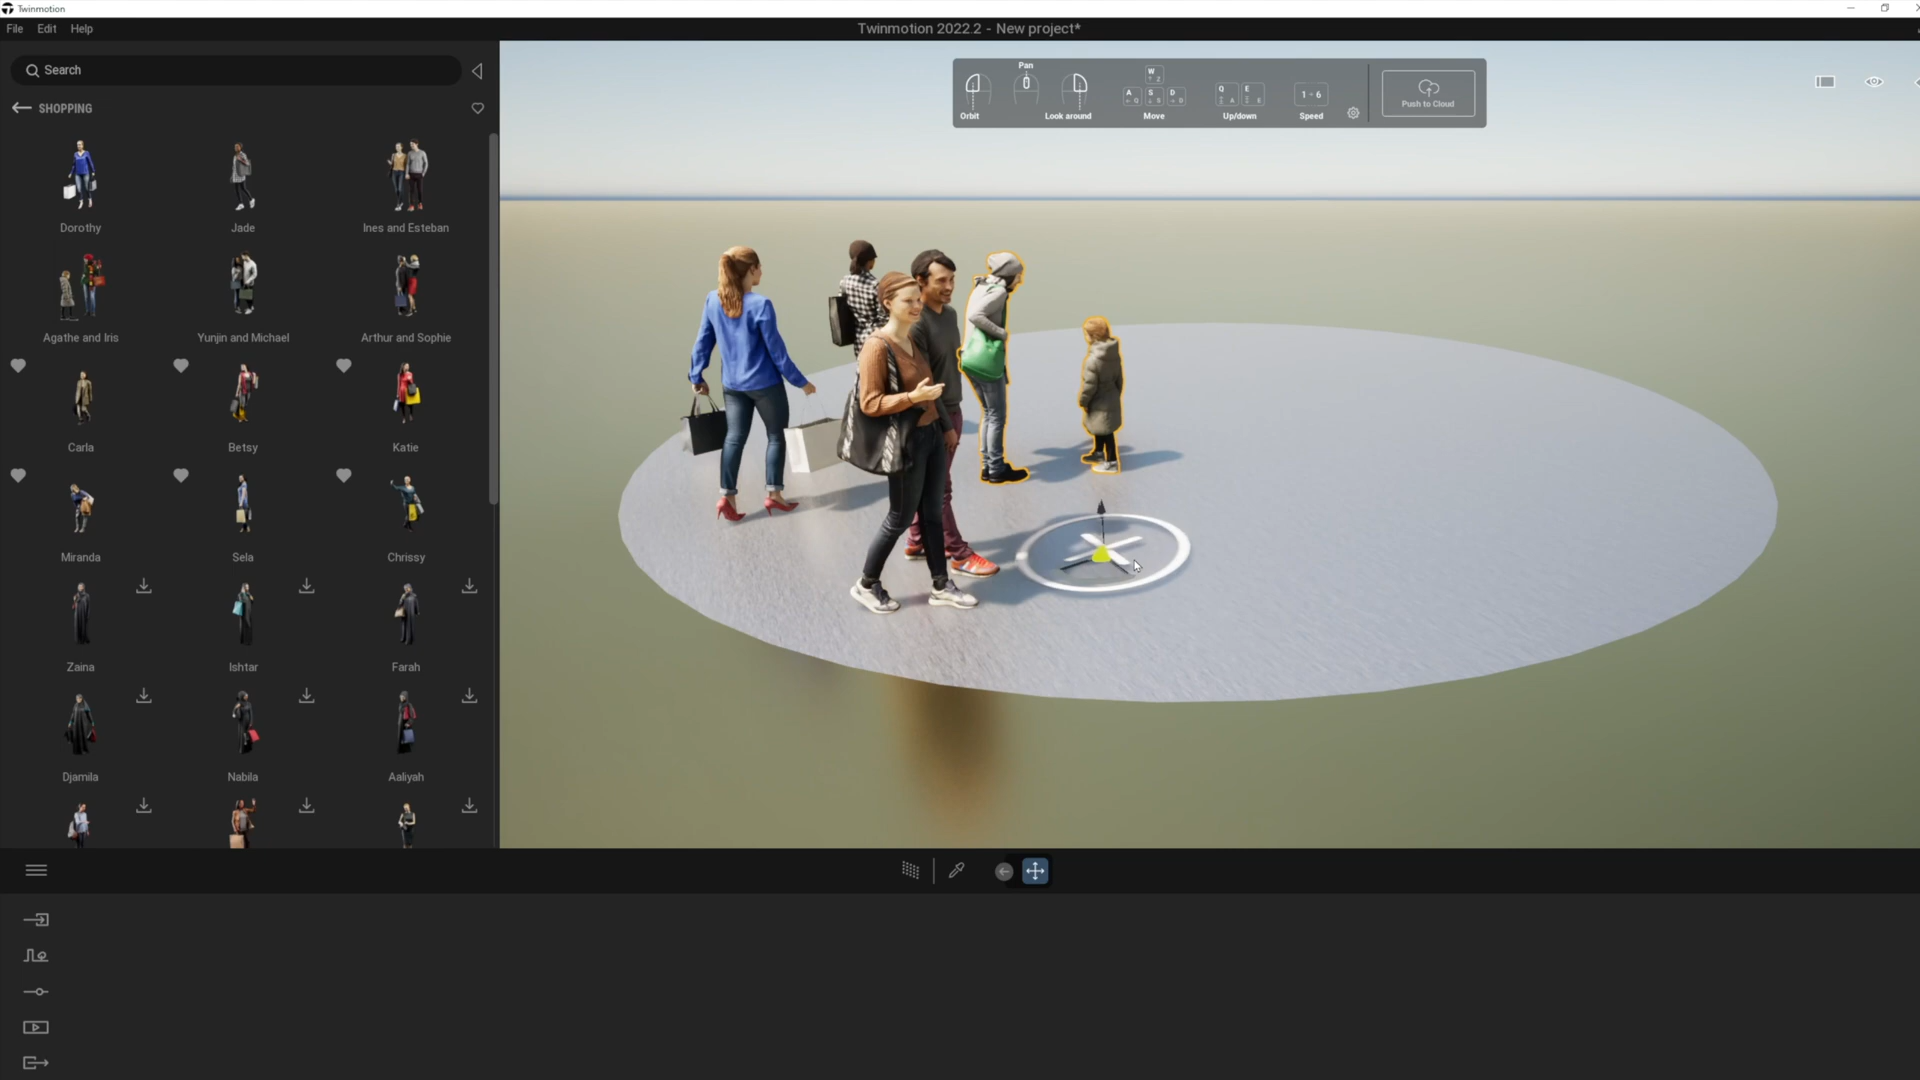 Twinmotion
File Edit Help
Twinmotion 2022.2 - New project*
Search
SHOPPING
Pan
Orbit
Look around
W
A S D
Move
Q E
Up/down
1 - 6
Speed
Push to Cloud
Dorothy
Jade
Ines and Esteban
Agathe and Iris
Yunjin and Michael
Arthur and Sophie
Carla
Betsy
Katie
Miranda
Sela
Chrissy
Zaina
Ishtar
Farah
Djamila
Nabila
Aaliyah